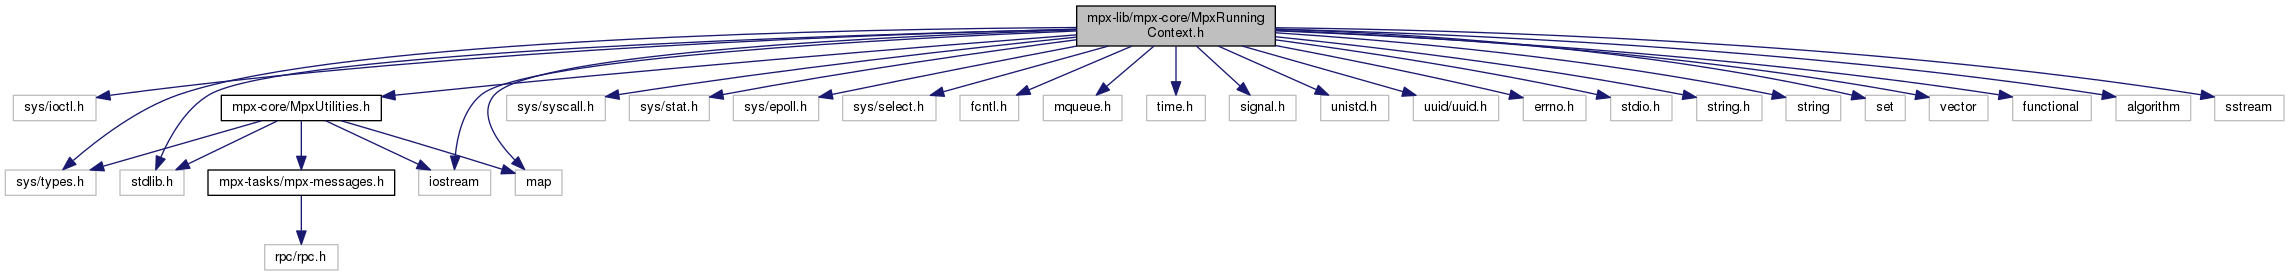 mpx-lib/mpx-core/MpxRunning
Context.h
sys/ioctl.h
mpx-core/MpxUtilities.h
sys/syscall.h
sys/stat.h
sys/epoll.h
sys/select.h
fcntl.h
mqueue.h
time.h
signal.h
unistd.h
uuid/uuid.h
errno.h
stdio.h
string.h
string
set
vector
functional
algorithm
sstream
sys/types.h
stdlib.h
mpx-tasks/mpx-messages.h
iostream
map
rpc/rpc.h